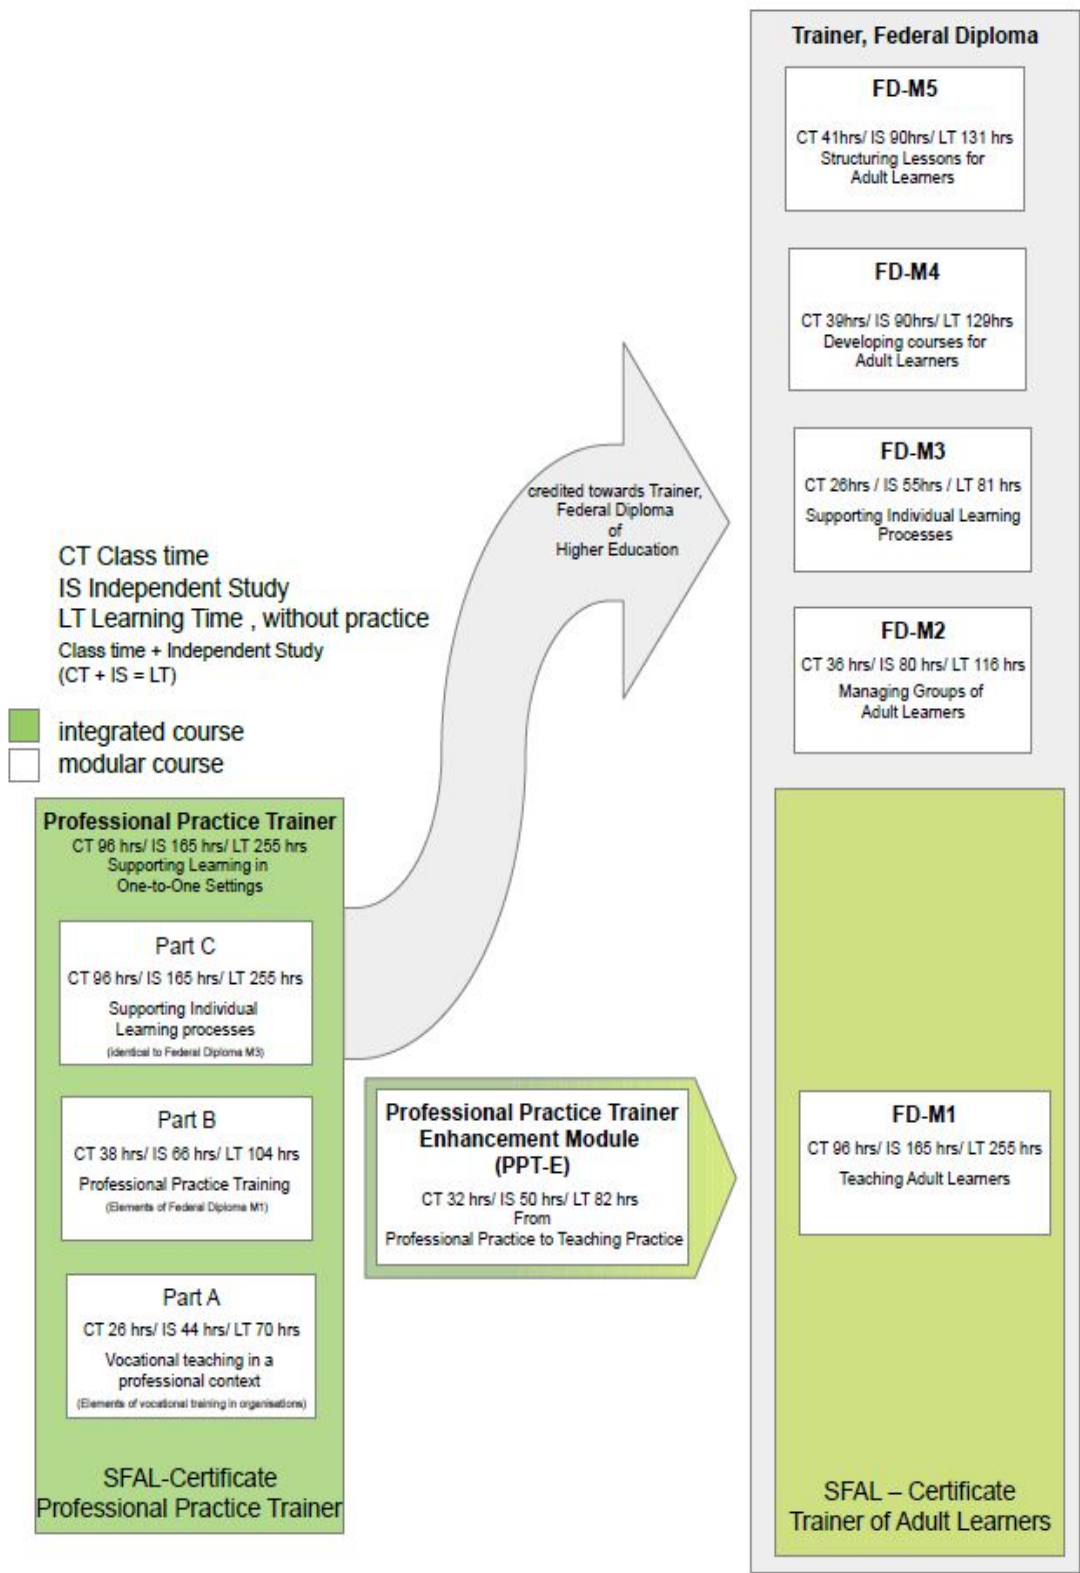 Trainer, Federal Diploma
FD-M5
CT 41hrs/ IS 90hrs/ LT 131 hrs
Structuring Lessons for
Adult Learners
FD-M4
CT 39hrs/ IS 90hrs/ LT 129hrs
Developing courses for
Adult Learners
FD-M3
CT 26hrs / IS 55hrs / LT 81 hrs
Supporting Individual Learning
Processes
FD-M2
CT 36 hrs/ IS 80 hrs/ LT 116 hrs
Managing Groups of
Adult Learners
credited towards Trainer,
Federal Diploma
of
Higher Education
CT Class time
IS Independent Study
LT Learning Time , without practice
Class time + Independent Study
(CT + IS = LT)
integrated course
modular course
Professional Practice Trainer
CT 96 hrs/ IS 165 hrs/ LT 255 hrs
Supporting Learning in
One-to-One Settings
Part C
CT 96 hrs/ IS 165 hrs/ LT 255 hrs
Supporting Individual
Learning processes
(identical to Federal Diploma M3)
Part B
CT 38 hrs/ IS 66 hrs/ LT 104 hrs
Professional Practice Training
(Elements of Federal Diploma M1)
Part A
CT 26 hrs/ IS 44 hrs/ LT 70 hrs
Vocational teaching in a
professional context
(Elements of vocational training in organisations)
SFAL-Certificate
Professional Practice Trainer
Professional Practice Trainer
Enhancement Module
(PPT-E)
CT 32 hrs/ IS 50 hrs/ LT 82 hrs
From
Professional Practice to Teaching Practice
FD-M1
CT 96 hrs/ IS 165 hrs/ LT 255 hrs
Teaching Adult Learners
SFAL – Certificate
Trainer of Adult Learners